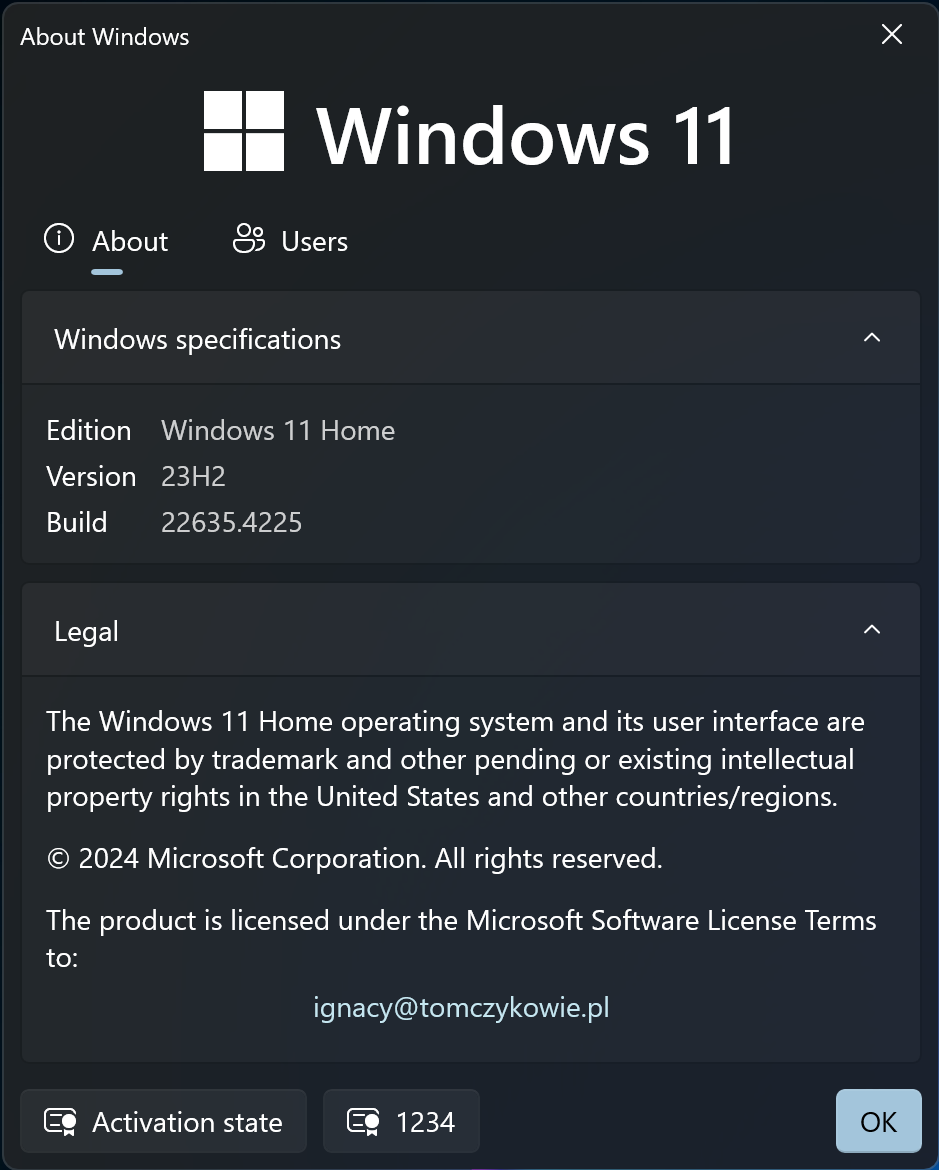 About Windows
Windows 11
About
Users
Windows specifications
Edition Windows 11 Home
Version 23H2
Build 22635.4225
Legal
The Windows 11 Home operating system and its user interface are
protected by trademark and other pending or existing intellectual
property rights in the United States and other countries/regions.
© 2024 Microsoft Corporation. All rights reserved.
The product is licensed under the Microsoft Software License Terms
to:
ignacy@tomczykowie.pl
Activation state
1234
OK